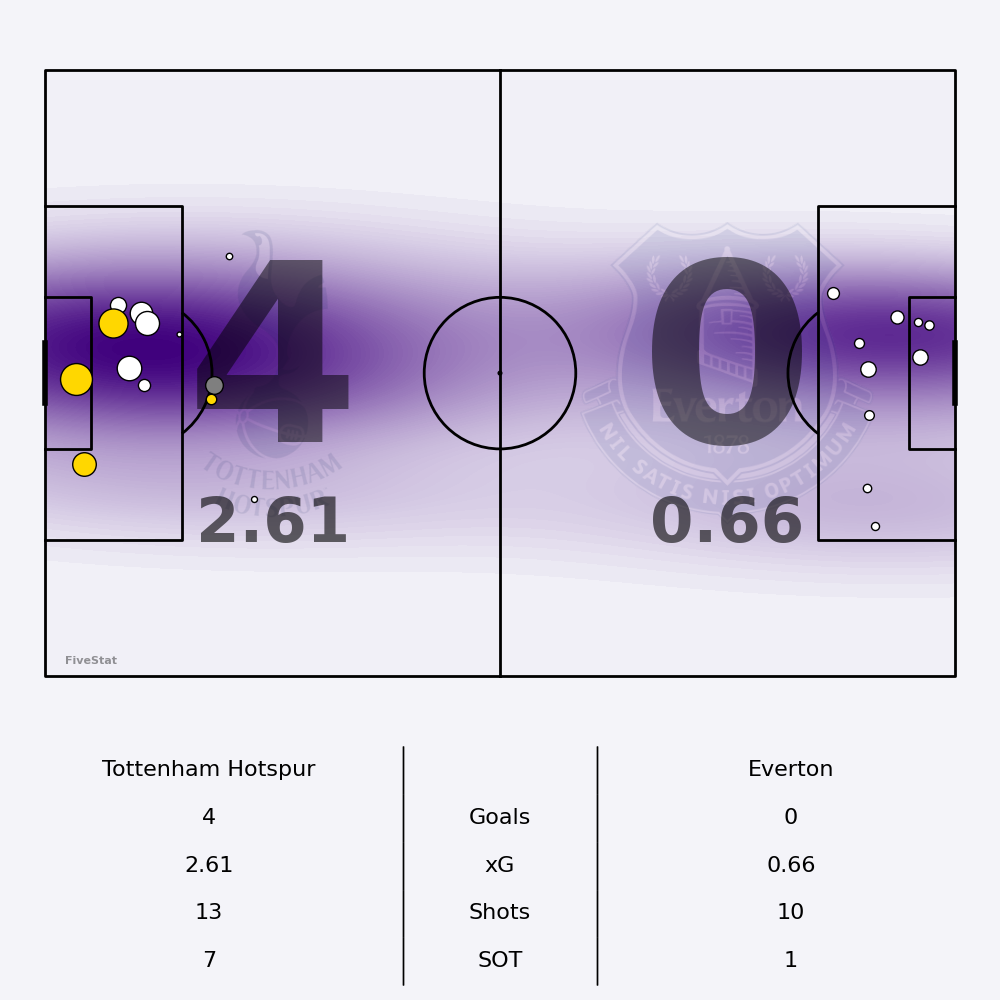 4
0
Everton
1878
NIL SATIS NISI OPTIMUM
TOTTENHAM
HOTSPUR
2.61
0.66
FiveStat
Tottenham Hotspur Everton
4 Goals 0
2.61 xG 0.66
13 Shots 10
7 SOT 1